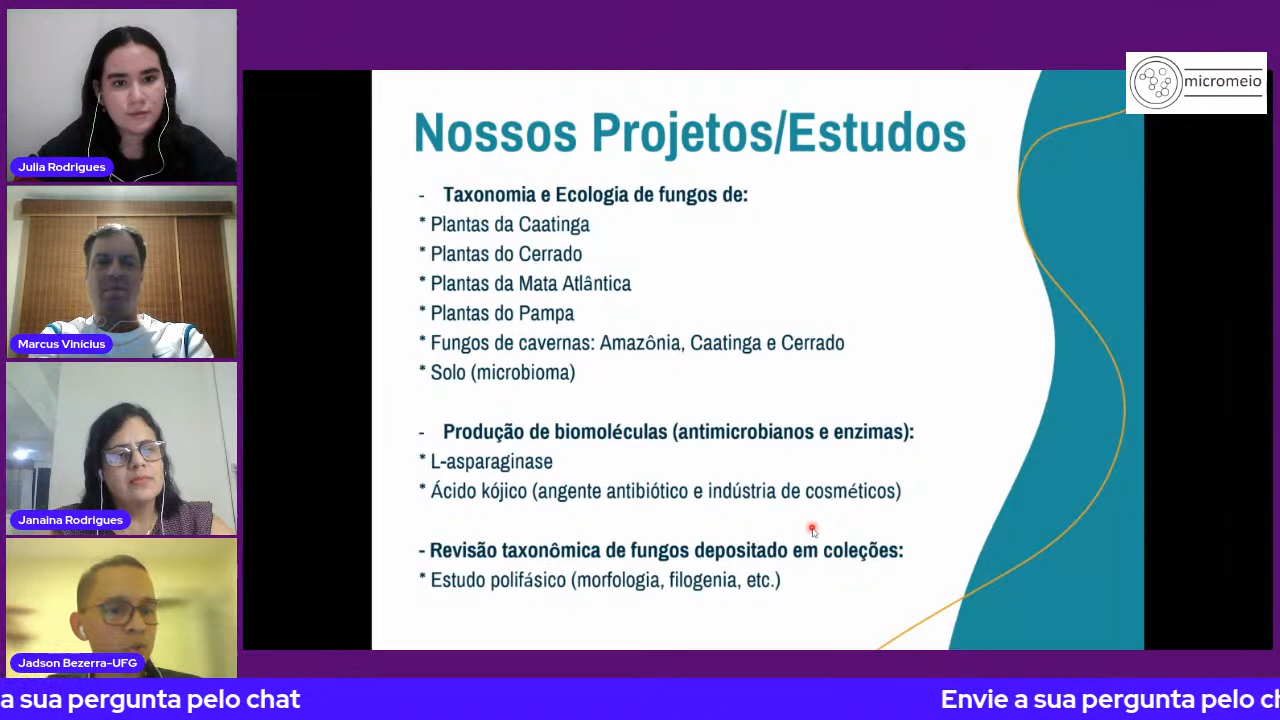 Julia Rodrigues
Marcus Vinícius
Janaina Rodrigues
Jadson Bezerra-UFG
micromeio
Nossos Projetos/Estudos
- Taxonomia e Ecologia de fungos de:
* Plantas da Caatinga
* Plantas do Cerrado
* Plantas da Mata Atlântica
* Plantas do Pampa
* Fungos de cavernas: Amazônia, Caatinga e Cerrado
* Solo (microbioma)
- Produção de biomoléculas (antimicrobianos e enzimas):
* L-asparaginase
* Ácido kójico (angente antibiótico e indústria de cosméticos)
- Revisão taxonômica de fungos depositado em coleções:
* Estudo polifásico (morfologia, filogenia, etc.)
a sua pergunta pelo chat
Envie a sua pergunta pelo ch